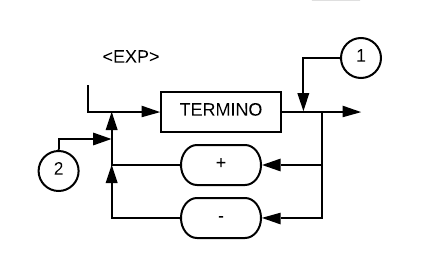 <EXP>
1
TERMINO
+
2
-